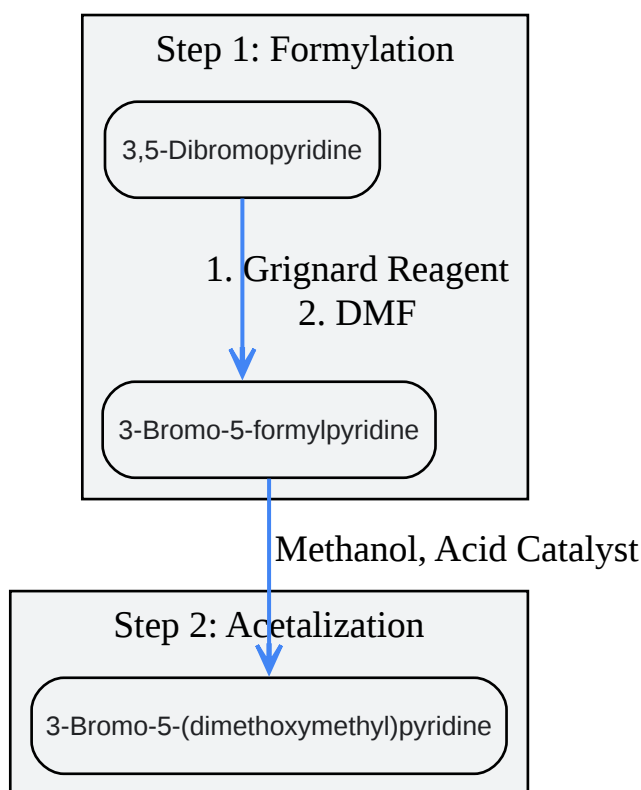 Step 1: Formylation
3,5-Dibromopyridine
1. Grignard Reagent
2. DMF
3-Bromo-5-formylpyridine
Methanol, Acid Catalyst
Step 2: Acetalization
3-Bromo-5-(dimethoxymethyl)pyridine